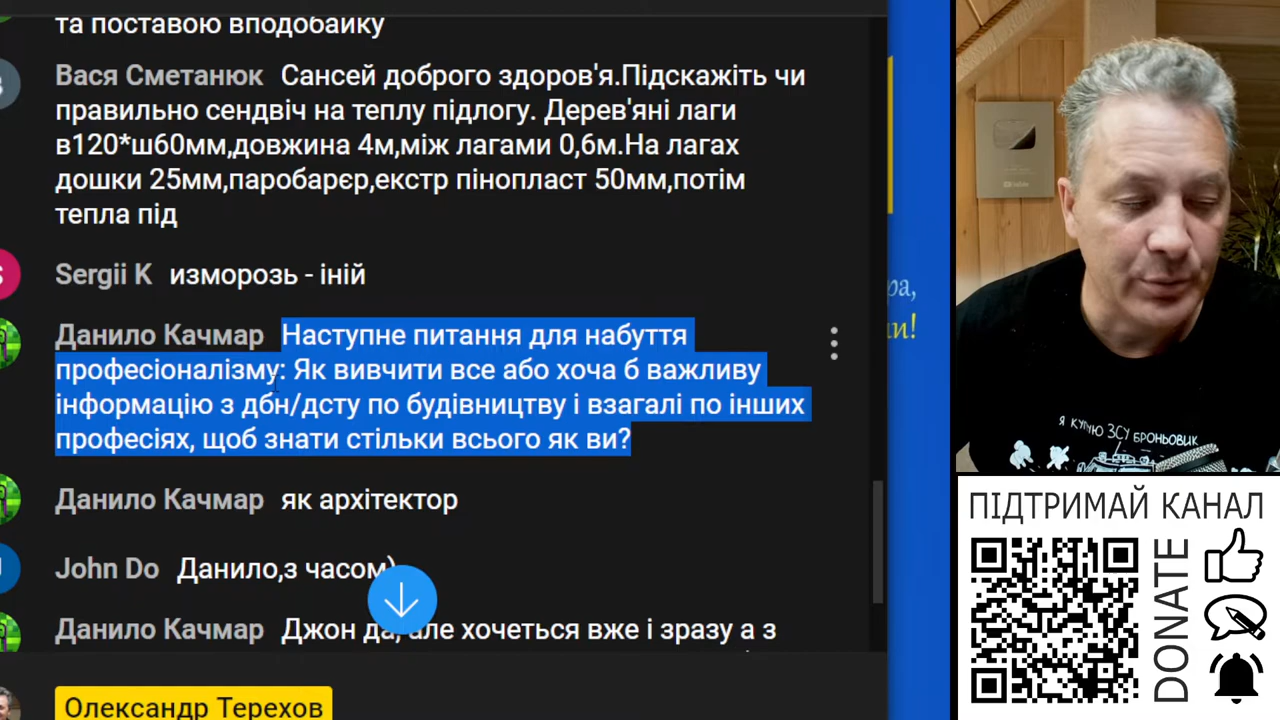 та поставою вподобайку
Вася Сметанюк Сансей доброго здоров'я.Підскажіть чи
правильно сендвіч на теплу підлогу. Дерев'яні лаги
в120*ш60мм,довжина 4м,між лагами 0,6м.На лагах
дошки 25мм,паробарєр,екстр пінопласт 50мм,потім
тепла під
Sergii K изморозь - іній
Данило Качмар Наступне питання для набуття
професіоналізму: Як вивчити все або хоча б важливу
інформацію з дбн/дсту по будівництву і взагалі по інших
професіях, щоб знати стільки всього як ви?
Данило Качмар як архітектор
John Do Данило,з часом)
Данило Качмар Джон да, але хочеться вже і зразу а з
Олександр Терехов
Я КУПУЮ ЗСУ БРОНЬОВИК
ПІДТРИМАЙ КАНАЛ
DONATE